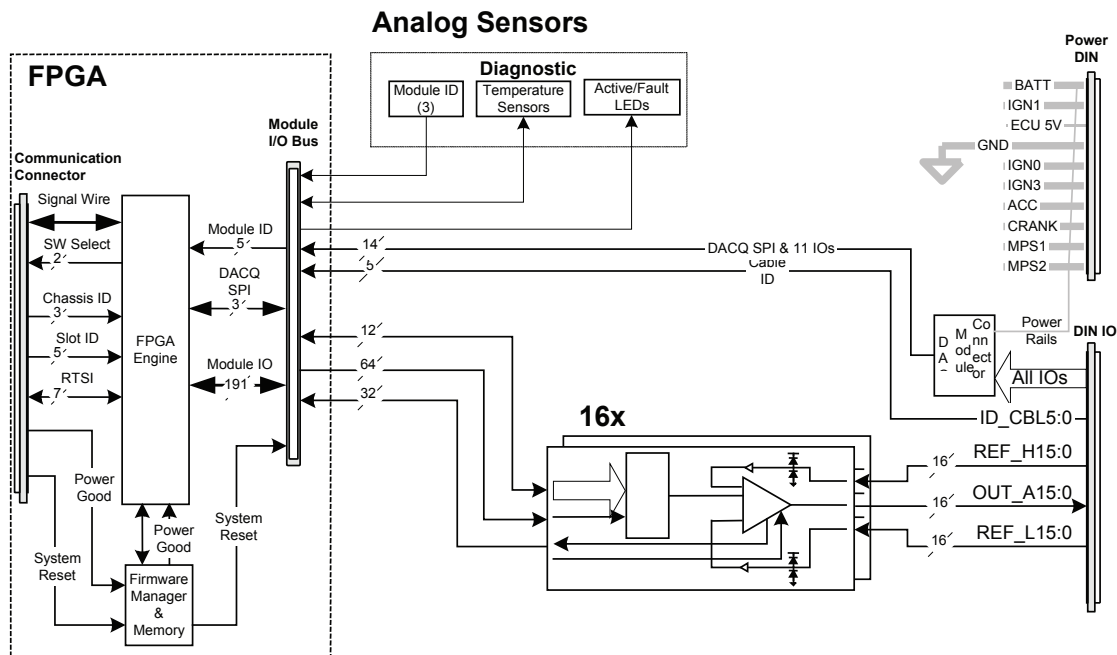 Analog Sensors
FPGA
Diagnostic
Module ID
(3)
Temperature
Sensors
Active/Fault
LEDs
Power
DIN
BATT
IGN1
ECU 5V
GND
IGN0
IGN3
ACC
CRANK
MPS1
MPS2
Module
I/O Bus
Communication
Connector
Signal Wire
SW Select
2
Chassis ID
3
Slot ID
5
RTSI
7
FPGA
Engine
Module ID
5
DACQ
SPI
3
Module IO
191
14
DACQ SPI & 11 IOs
5
Cable
ID
12
64
32
Power
Rails
DIN IO
DA
Module
Connector
All IOs
ID_CBL5:0
16x
16
REF_H15:0
16
OUT_A15:0
16
REF_L15:0
Power
Good
Power
Good
System
Reset
System
Reset
Firmware
Manager
&
Memory